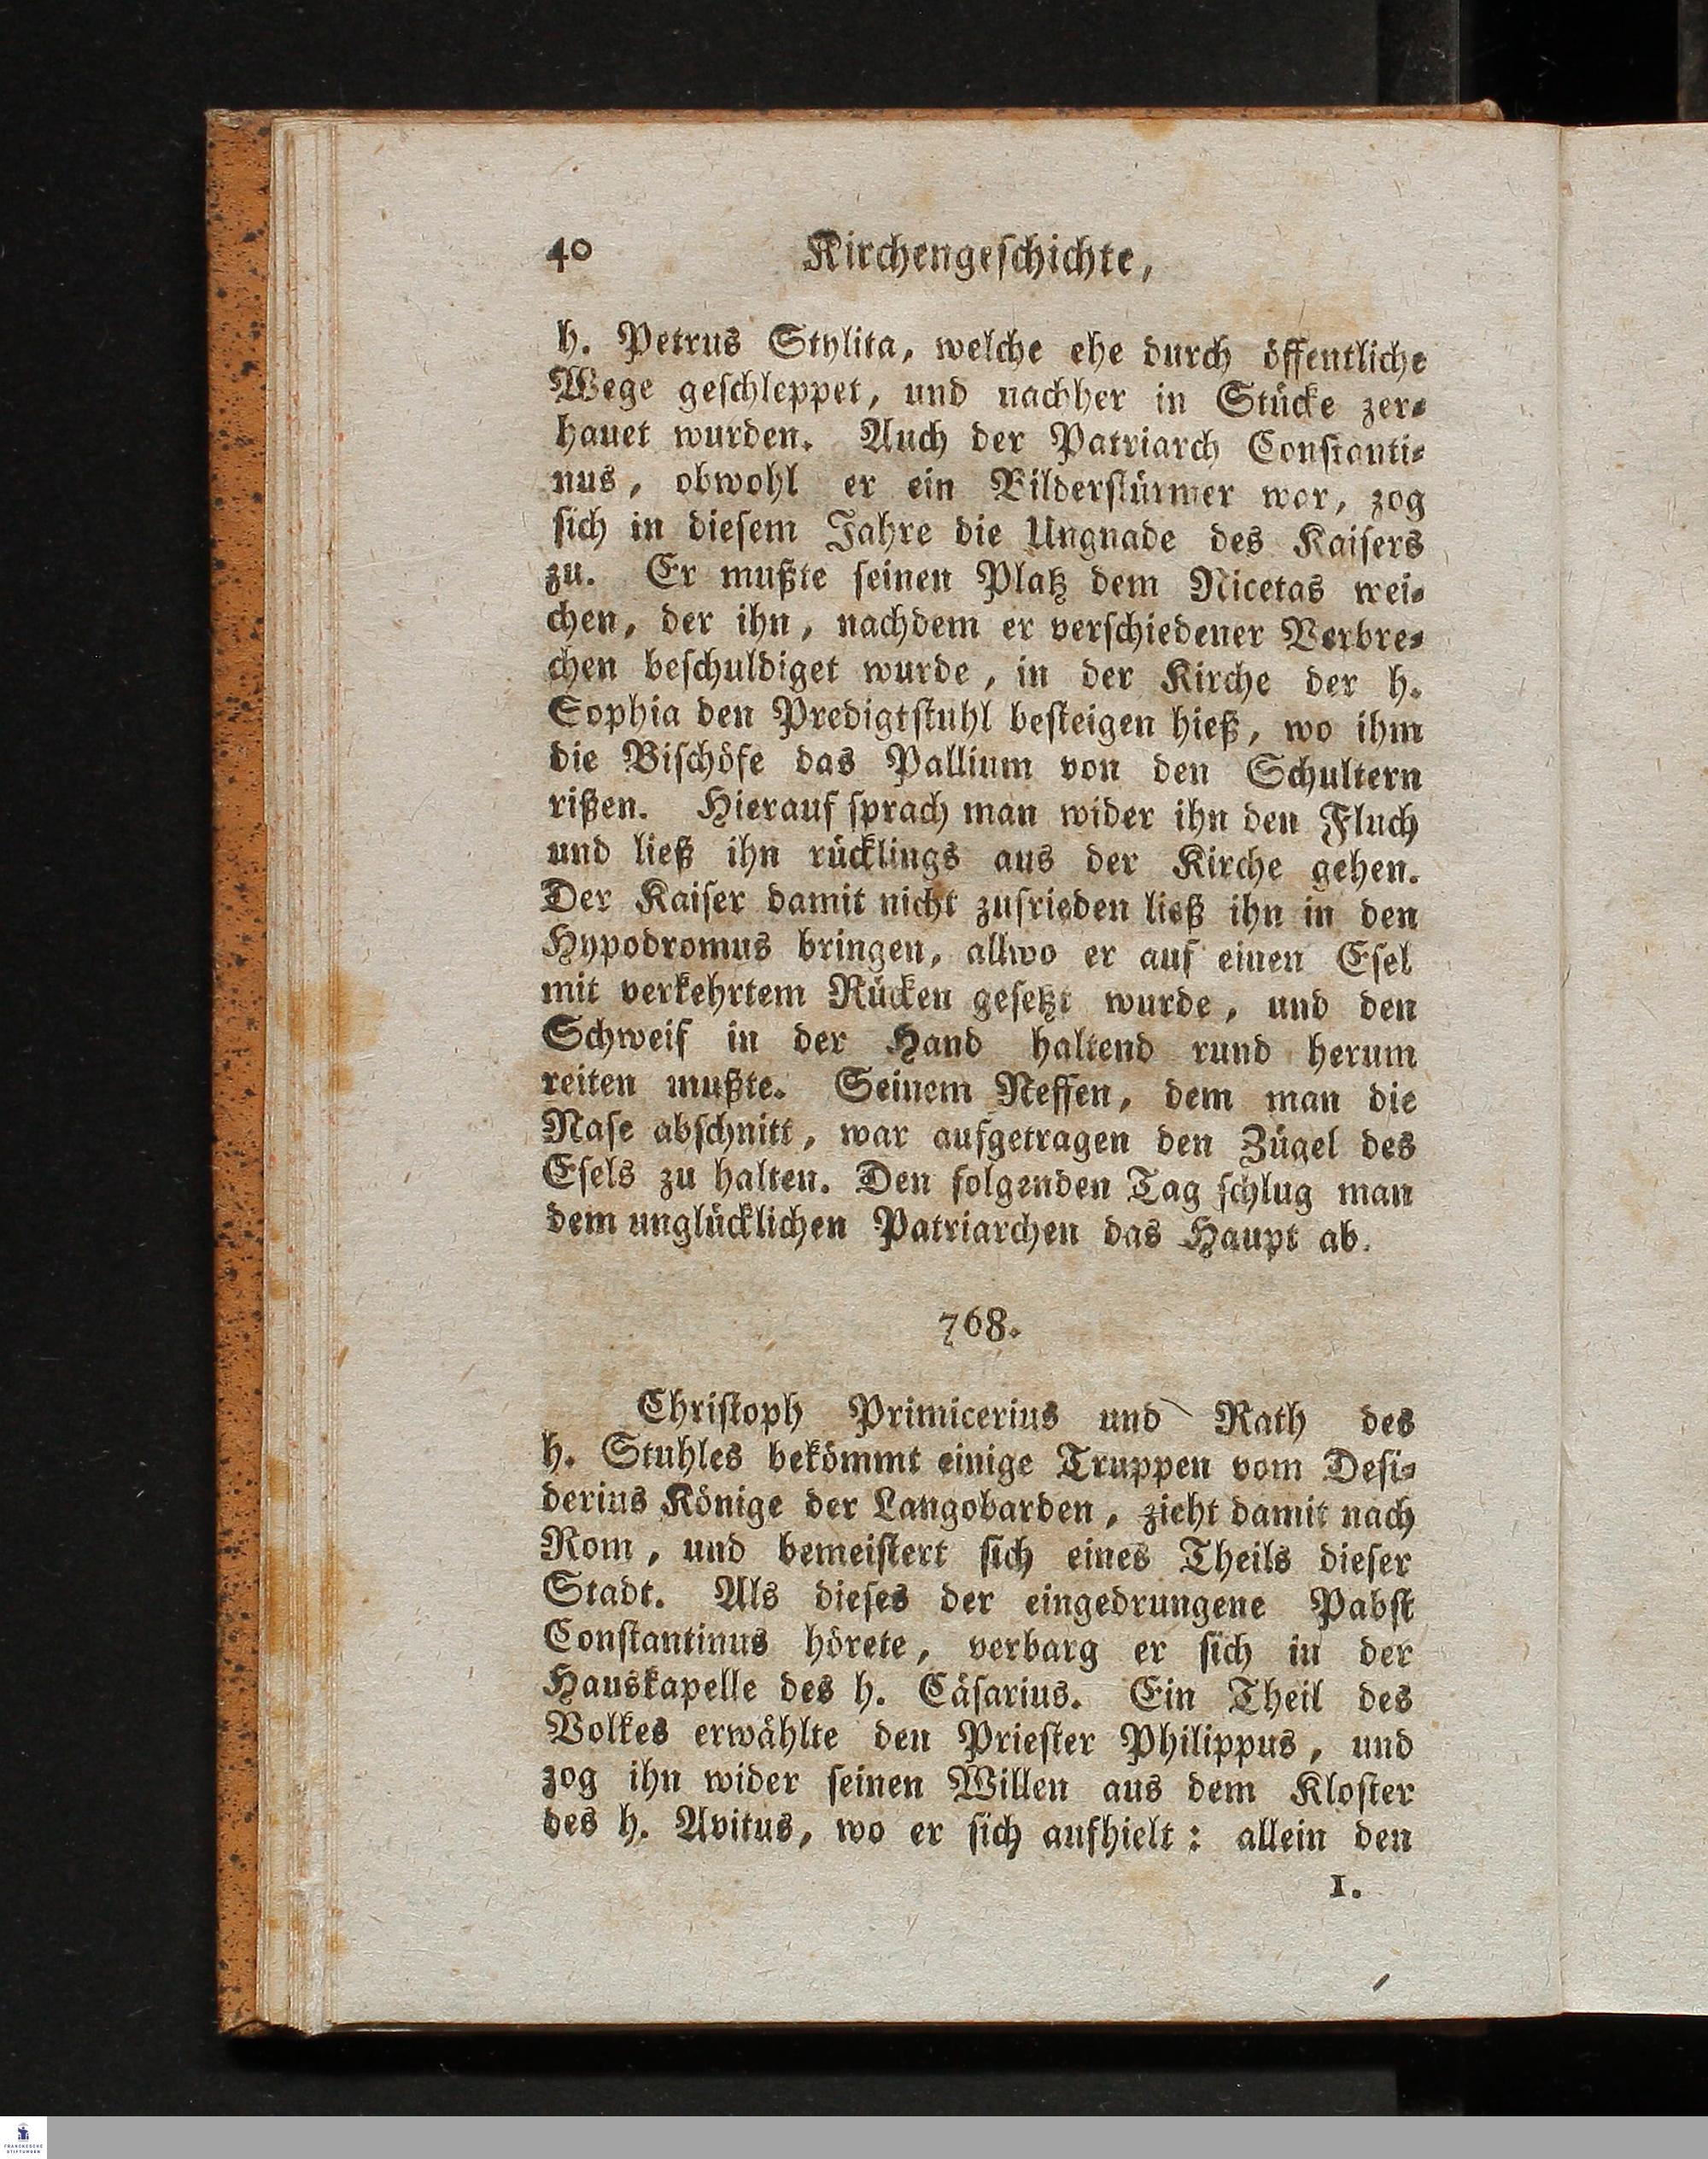 40 Kirchengeſchichte,
h. Petrus Stylita, welche ehe durch öffentliche
Wege geſchleppet, und nachher in Stücke zer⸗
hauet wurden. Auch der Patriarch Conſtanti⸗
nus, obwohl er ein Bilderſtürmer war, zog
ſich in dieſem Jahre die Ungnade des Kaiſers
zu. Er mußte ſeinen Platz dem Nicetas wei⸗
chen, der ihn, nachdem er verſchiedener Verbre⸗
chen beſchuldiget wurde, in der Kirche der h.
Sophia den Predigtſtuhl beſteigen hieß, wo ihm
die Biſchöfe das Pallium von den Schultern
rißen. Hierauf ſprach man wider ihn den Fluch
und ließ ihn rücklings aus der Kirche gehen.
Der Kaiſer damit nicht zufrieden ließ ihn in den
Hypodromus bringen, allwo er auf einen Eſel
mit verkehrtem Rücken geſetzt wurde, und den
Schweif in der Hand haltend rund herum
reiten mußte. Seinem Neffen, dem man die
Naſe abſchnitt, war aufgetragen den Zügel des
Eſels zu halten. Den folgenden Tag ſchlug man
dem unglücklichen Patriarchen das Haupt ab.
768.
Chriſtoph Primicerius und Rath des
h. Stuhles bekömmt einige Truppen vom Deſi⸗
derius Könige der Langobarden, zieht damit nach
Rom, und bemeiſtert ſich eines Theils dieſer
Stadt. Als dieſes der eingedrungene Pabſt
Conſtantinus hörete, verbarg er ſich in der
Hauskapelle des h. Cäſarius. Ein Theil des
Volkes erwählte den Prieſter Philippus, und
zog ihn wider ſeinen Willen aus dem Kloſter
des h. Avitus, wo er ſich aufhielt: allein den
1.
FRANCKESCHE
STIFTUNGEN